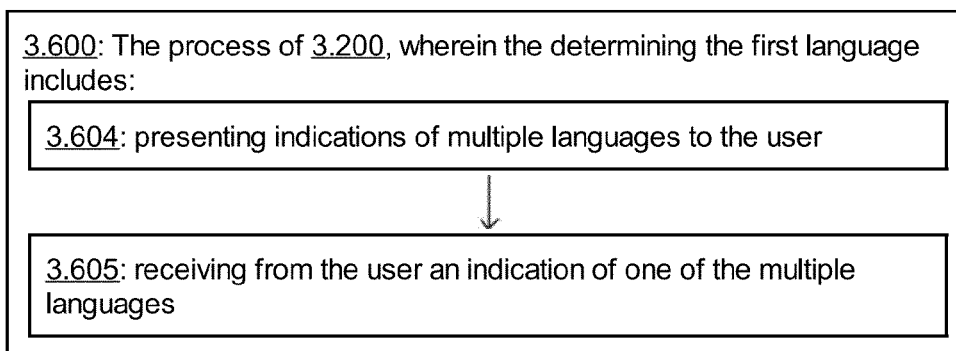 3.600: The process of 3.200, wherein the determining the first language
includes:
3.604: presenting indications of multiple languages to the user
3.605: receiving from the user an indication of one of the multiple
languages